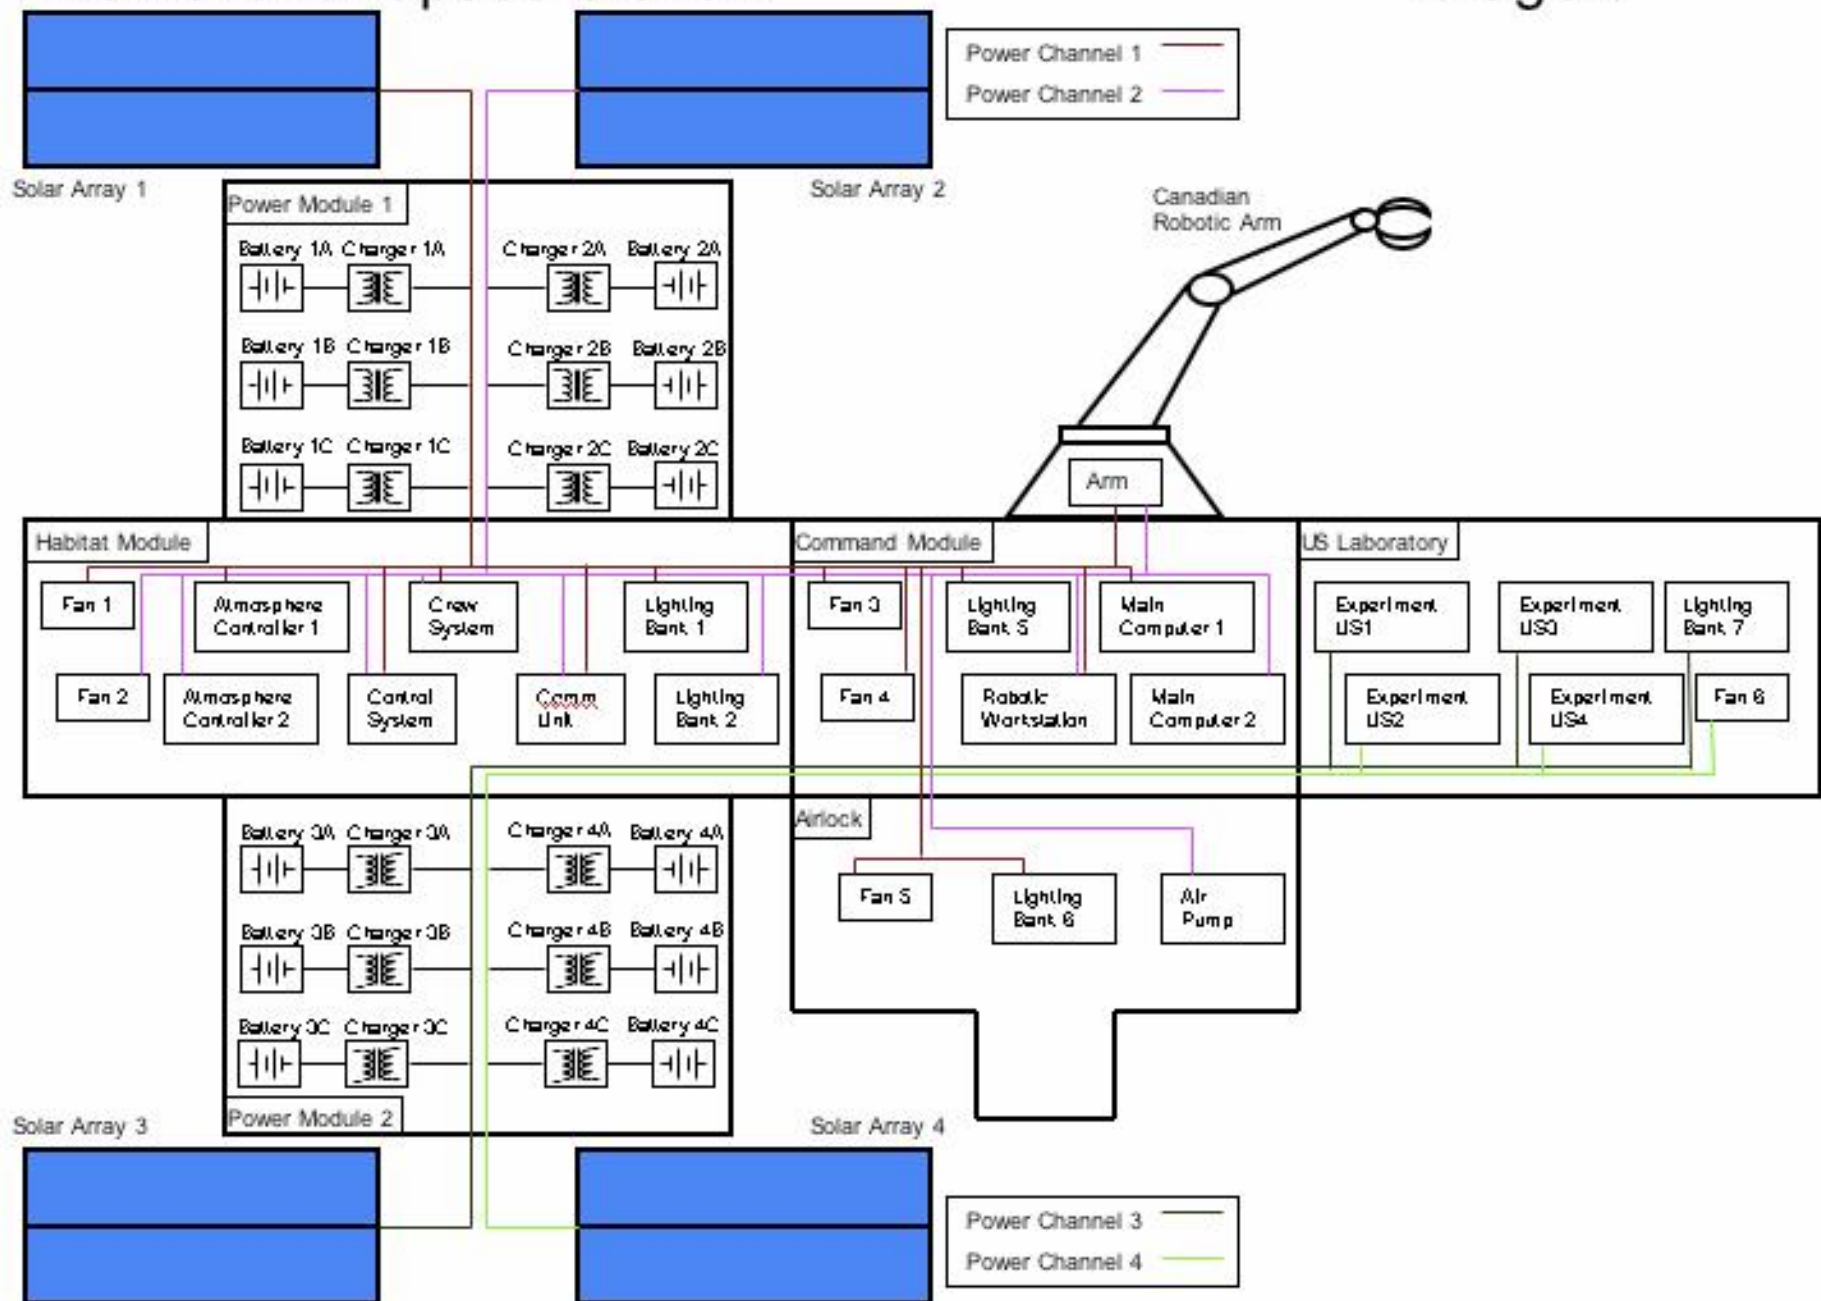 Solar Array 1
Solar Array 2
Power Channel 1
Power Channel 2
Canadian
Robotic Arm
Power Module 1
Battery 1A
Charger 1A
Charger 2A
Battery 2A
Battery 1B
Charger 1B
Charger 2B
Battery 2B
Battery 1C
Charger 1C
Charger 2C
Battery 2C
Arm
Habitat Module
Command Module
US Laboratory
Fan 1
Atmosphere
Controller 1
Crew
System
Lighting
Bank 1
Fan 3
Lighting
Bank 5
Main
Computer 1
Experiment
US1
Experiment
US3
Lighting
Bank 7
Fan 2
Atmosphere
Controller 2
Control
System
Comm
Unit
Lighting
Bank 2
Fan 4
Robotic
Workstation
Main
Computer 2
Experiment
US2
Experiment
US4
Fan 6
Airlock
Fan 5
Lighting
Bank 6
Air
Pump
Battery 3A
Charger 3A
Charger 4A
Battery 4A
Battery 3B
Charger 3B
Charger 4B
Battery 4B
Battery 3C
Charger 3C
Charger 4C
Battery 4C
Power Module 2
Solar Array 3
Solar Array 4
Power Channel 3
Power Channel 4